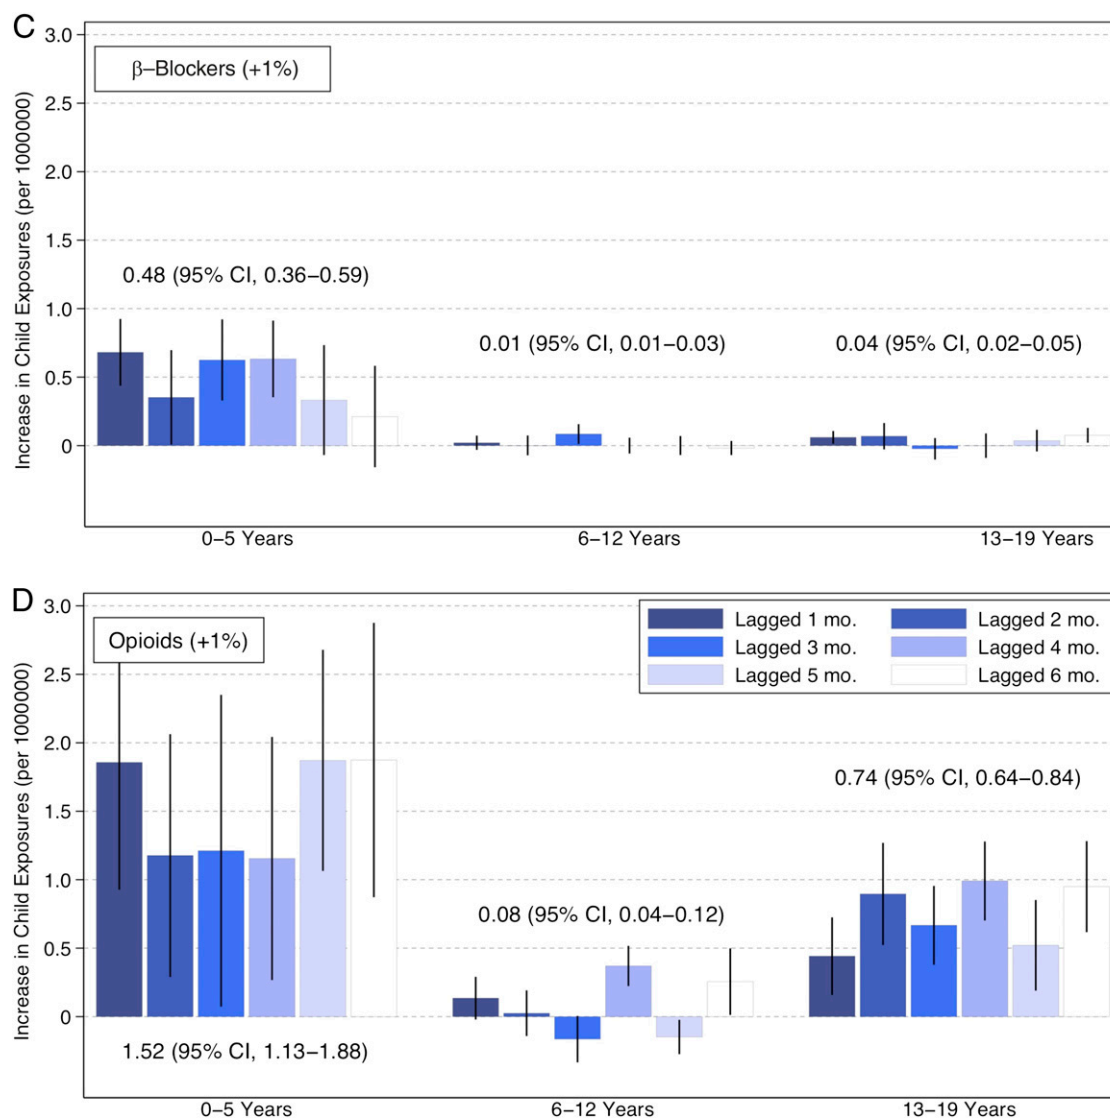 C
β–Blockers (+1%)
Increase in Child Exposures (per 1000000)
3.0
2.5
2.0
1.5
1.0
0.5
0
0.48 (95% CI, 0.36–0.59)
0.01 (95% CI, 0.01–0.03)
0.04 (95% CI, 0.02–0.05)
0–5 Years
6–12 Years
13–19 Years
D
Opioids (+1%)
Increase in Child Exposures (per 1000000)
3.0
2.5
2.0
1.5
1.0
0.5
0
Lagged 1 mo.
Lagged 2 mo.
Lagged 3 mo.
Lagged 4 mo.
Lagged 5 mo.
Lagged 6 mo.
0.74 (95% CI, 0.64–0.84)
0.08 (95% CI, 0.04–0.12)
1.52 (95% CI, 1.13–1.88)
0–5 Years
6–12 Years
13–19 Years